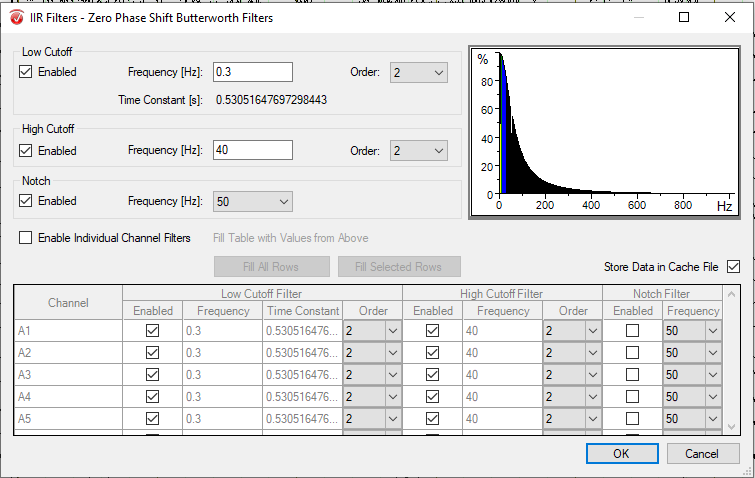 IIR Filters - Zero Phase Shift Butterworth Filters
Low Cutoff
Enabled Frequency [Hz]: 0.3 Order: 2
Time Constant [s]: 0.53051647697298443
High Cutoff
Enabled Frequency [Hz]: 40 Order: 2
Notch
Enabled Frequency [Hz]: 50
%
80
60
40
20
0
0 200 400 600 800 Hz
Enable Individual Channel Filters Fill Table with Values from Above
Fill All Rows Fill Selected Rows Store Data in Cache File
Channel Low Cutoff Filter High Cutoff Filter Notch Filter
Enabled Frequency Time Constant Order Enabled Frequency Order Enabled Frequency
A1 0.3 0.530516476... 2 40 2 50
A2 0.3 0.530516476... 2 40 2 50
A3 0.3 0.530516476... 2 40 2 50
A4 0.3 0.530516476... 2 40 2 50
A5 0.3 0.530516476... 2 40 2 50
OK Cancel